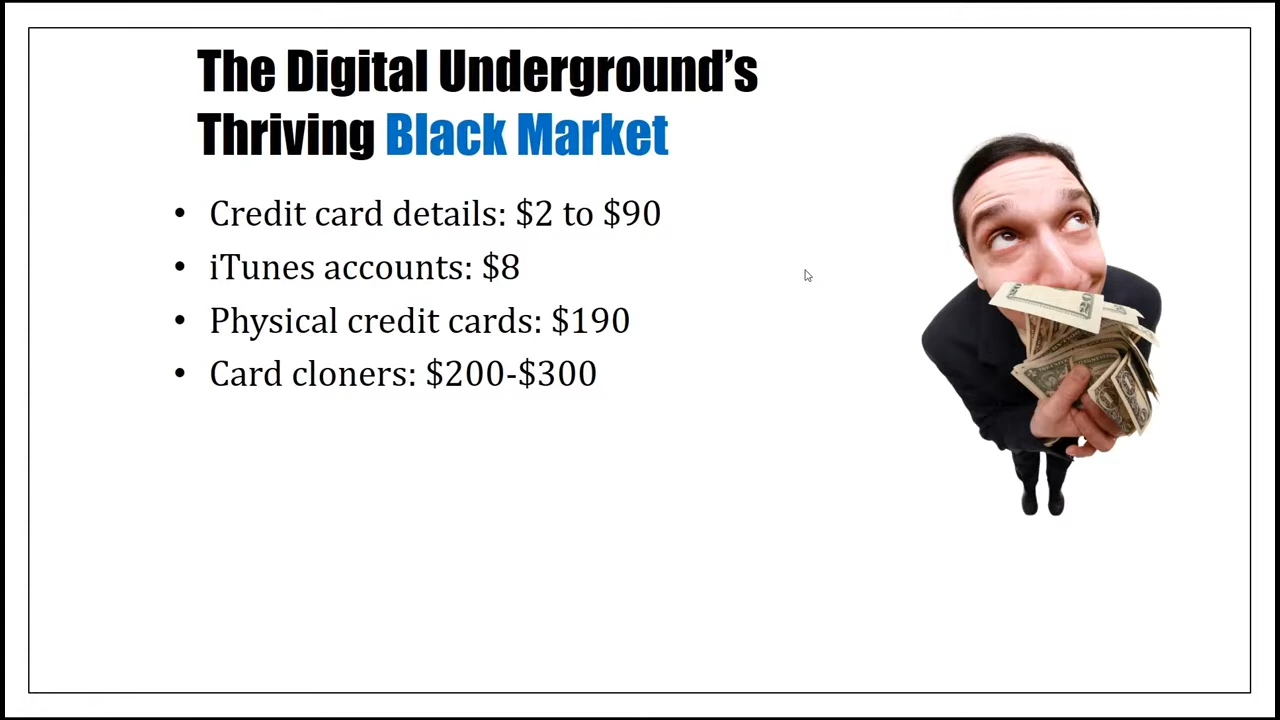 The Digital Underground’s
Thriving Black Market
• Credit card details: $2 to $90
• iTunes accounts: $8
• Physical credit cards: $190
• Card cloners: $200-$300